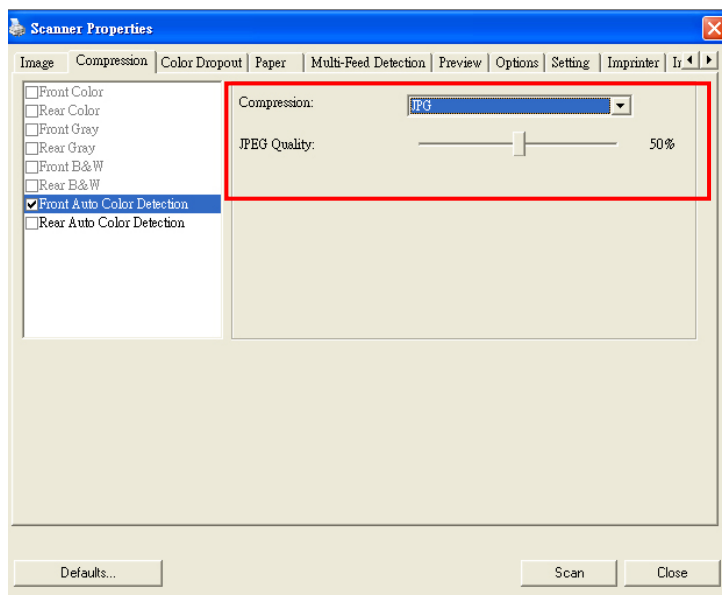 Scanner Properties
Image Compression Color Dropout Paper Multi-Feed Detection Preview Options Setting Imprinter
Front Color
Rear Color
Front Gray
Rear Gray
Front B&W
Rear B&W
Front Auto Color Detection
Rear Auto Color Detection
Compression: JPG
JPEG Quality: 50%
Defaults... Scan Close